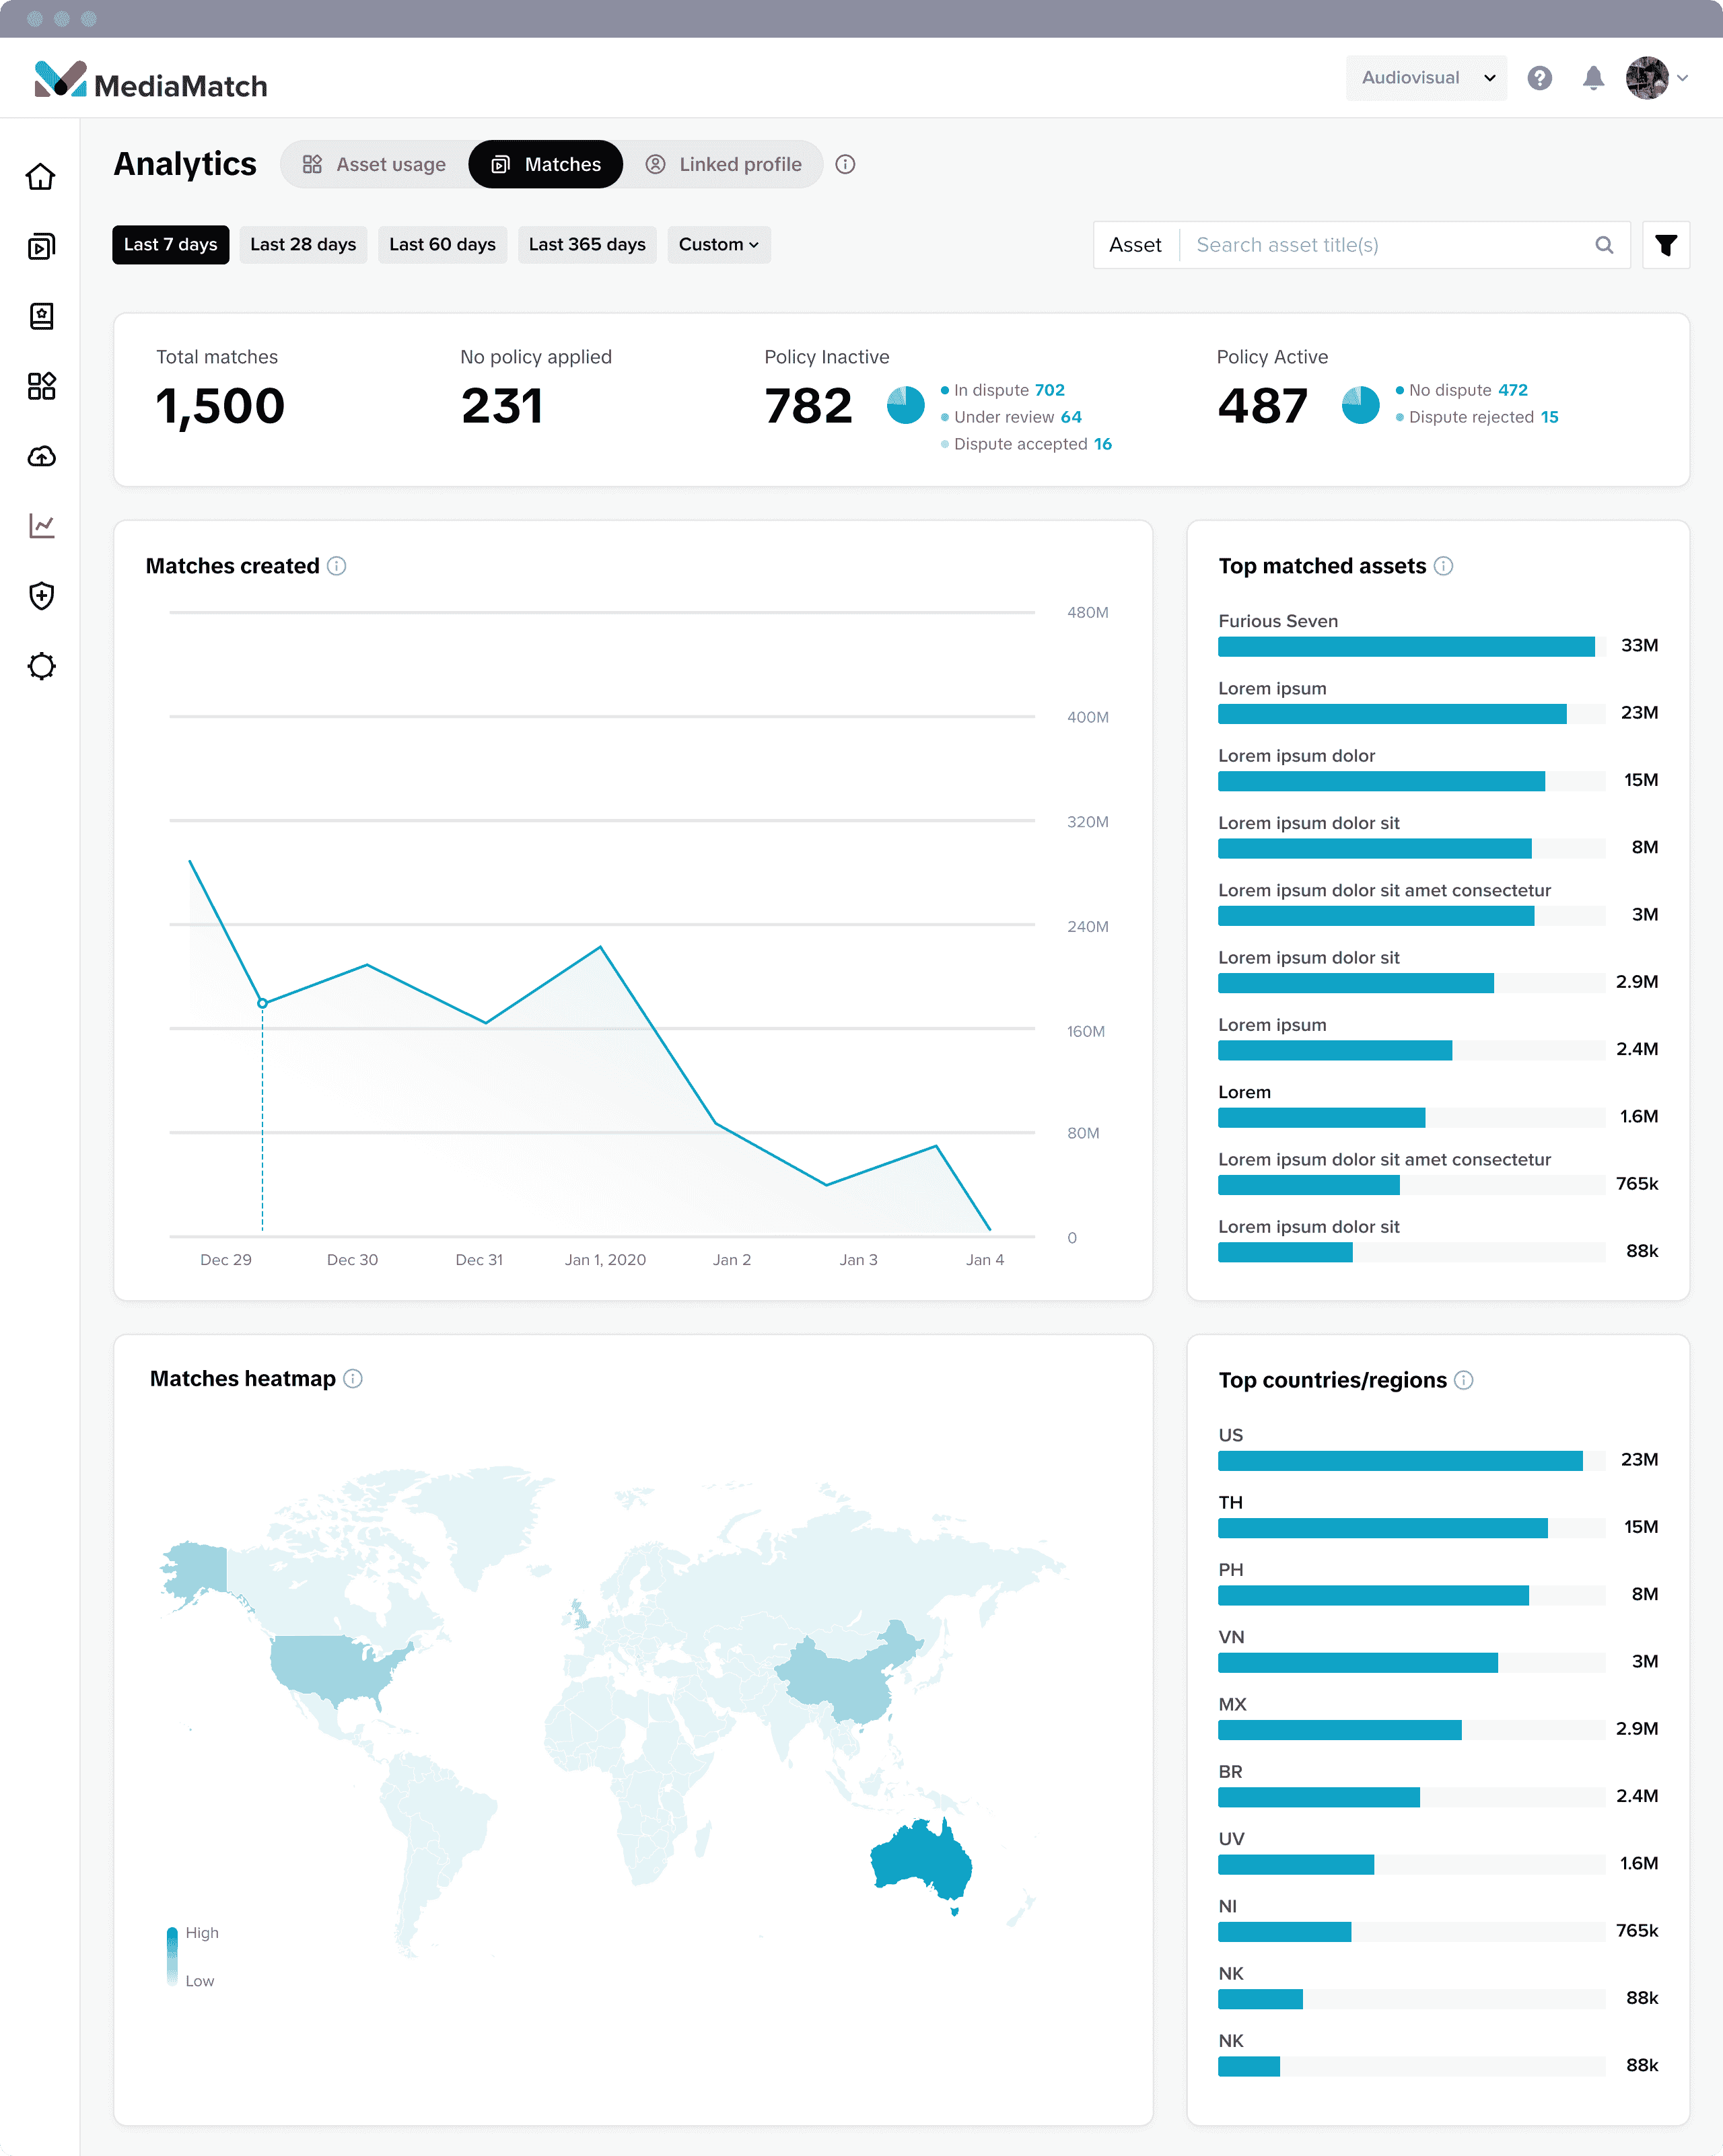 MediaMatch
Audiovisual
Analytics
Asset usage
Matches
Linked profile
Last 7 days
Last 28 days
Last 60 days
Last 365 days
Custom
Asset
Search asset title(s)
Total matches
1,500
No policy applied
231
Policy Inactive
782
In dispute 702
Under review 64
Dispute accepted 16
Policy Active
487
No dispute 472
Dispute rejected 15
Matches created
480M
400M
320M
240M
160M
80M
0
Dec 29
Dec 30
Dec 31
Jan 1, 2020
Jan 2
Jan 3
Jan 4
Top matched assets
Furious Seven
33M
Lorem ipsum
23M
Lorem ipsum dolor
15M
Lorem ipsum dolor sit
8M
Lorem ipsum dolor sit amet consectetur
3M
Lorem ipsum dolor sit
2.9M
Lorem ipsum
2.4M
Lorem
1.6M
Lorem ipsum dolor sit amet consectetur
765k
Lorem ipsum dolor sit
88k
Matches heatmap
High
Low
Top countries/regions
US
23M
TH
15M
PH
8M
VN
3M
MX
2.9M
BR
2.4M
UV
1.6M
NI
765k
NK
88k
NK
88k